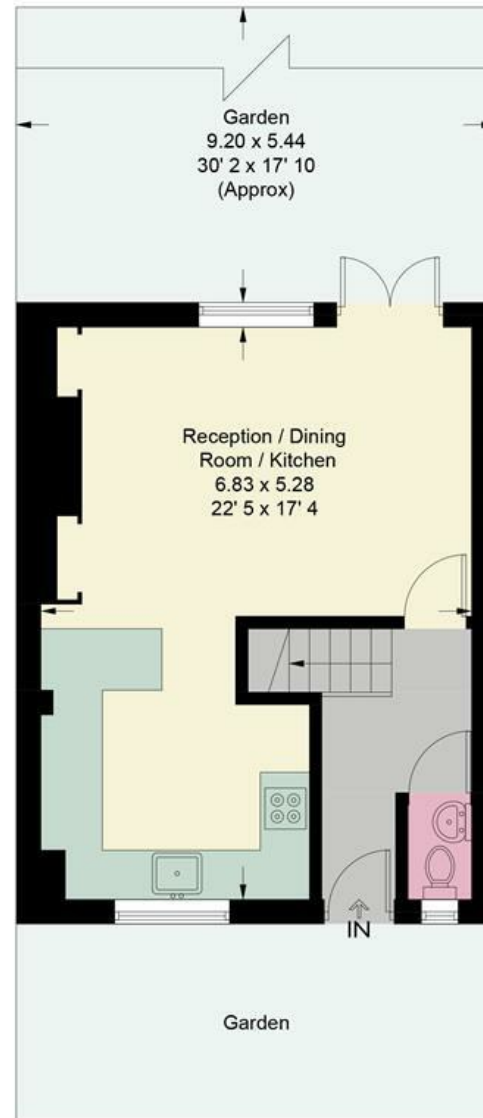 Garden
9.20 x 5.44
30' 2 x 17' 10
(Approx)
Reception / Dining
Room / Kitchen
6.83 x 5.28
22' 5 x 17' 4
IN
Garden